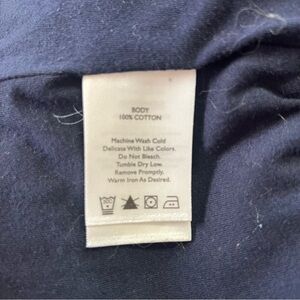 BODY
100% COTTON
Machine Wash Cold
Delicate With Like Colors.
Do Not Bleach.
Tumble Dry Low.
Remove Promptly.
Warm Iron As Desired.